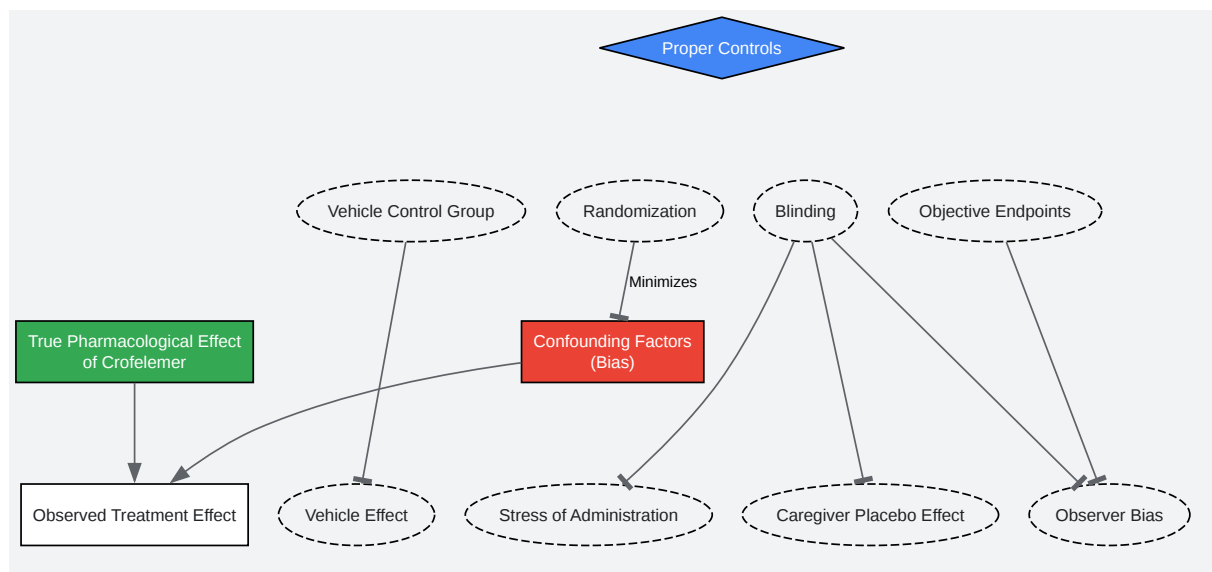 Proper Controls
Vehicle Control Group
Randomization
Blinding
Objective Endpoints
Minimizes
True Pharmacological Effect
of Crofelemer
Confounding Factors
(Bias)
Observed Treatment Effect
Vehicle Effect
Stress of Administration
Caregiver Placebo Effect
Observer Bias